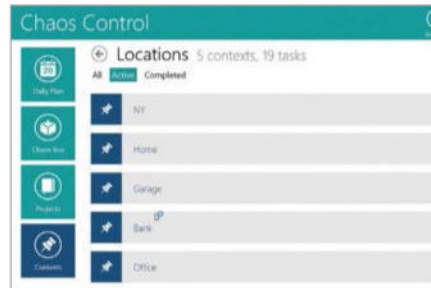 Chaos Control
Locations 5 contexts, 19 tasks
All Active Completed
20
Daily Plan
Chaos box
Projects
Contexts
NY
Home
Garage
Bank
Office